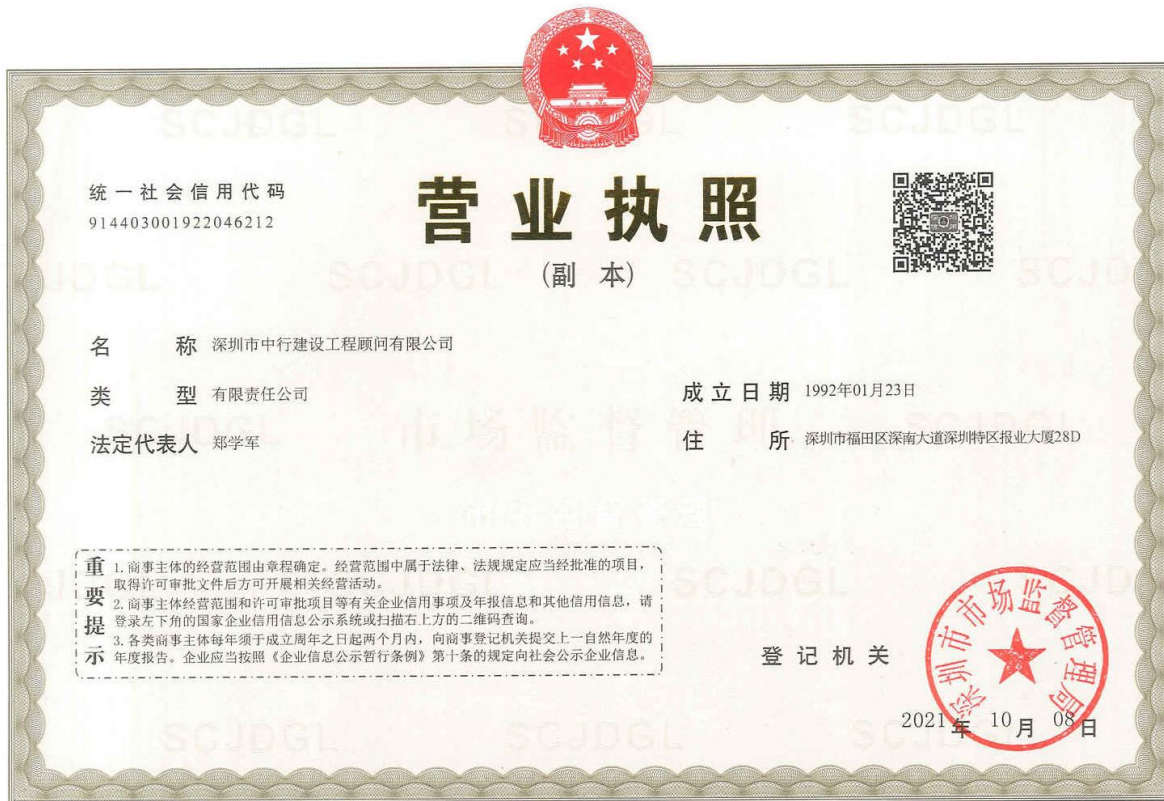 统一社会信用代码
914403001922046212
营业执照
(副 本)
名 称 深圳市中行建设工程顾问有限公司
类 型 有限责任公司
法定代表人 郑学军
成立日期 1992年01月23日
住 所 深圳市福田区深南大道深圳特区报业大厦28D
重要提示
1.商事主体的经营范围由章程确定。经营范围中属于法律、法规规定应当经批准的项目,
取得许可审批文件后方可开展相关经营活动。
2.商事主体经营范围和许可审批项目等有关企业信用事项及年报信息和其他信用信息,请
登录左下角的国家企业信用信息公示系统或扫描右上方的二维码查询。
3.各类商事主体每年须于成立周年之日起两个月内,向商事登记机关提交上一自然年度的
年度报告。企业应当按照《企业信息公示暂行条例》第十条的规定向社会公示企业信息。
登记机关
深圳市市场监督管理局
2021年 10月 08日
SCJDGL
市场监督管理